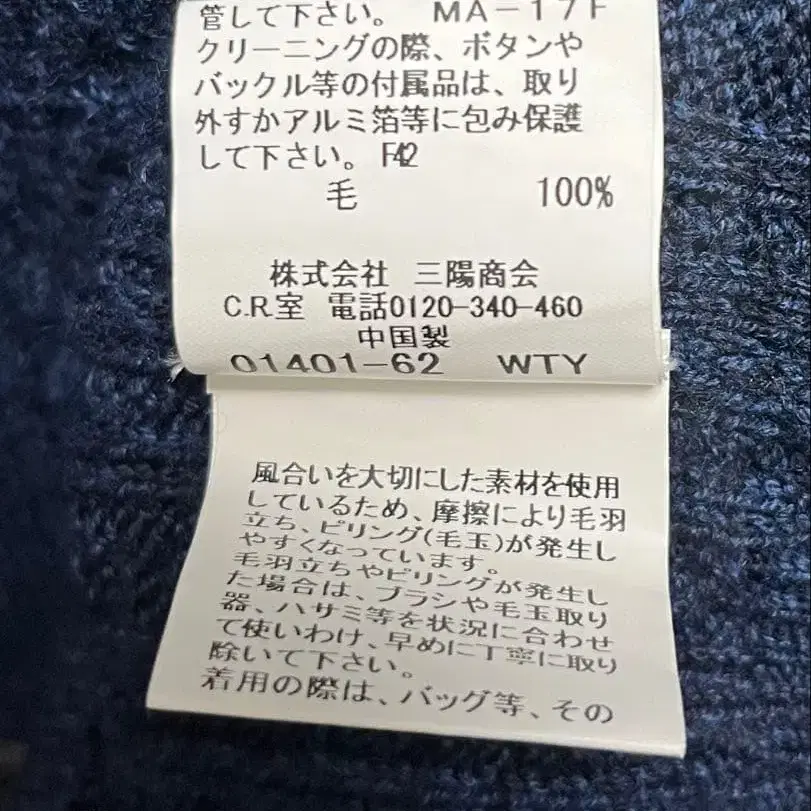 管して下さい。 MA-17F
クリーニングの際、ボタンや
バックル等の付属品は、取り
外すかアルミ箔等に包み保護
して下さい。 F42
毛 100%
株式会社 三陽商会
C.R.室 電話0120-340-460
中国製
01401-62 WTY
風合いを大切にした素材を使用
しているため、摩擦により毛羽
立ち、ピリング(毛玉)が発生し
やすくなっています。
毛羽立ちやピリングが発生し
た場合は、ブラシや毛玉取り
器、ハサミ等を状況に合わせ
て使いわけ、早めに丁寧に取り
除いて下さい。
着用の際は、バッグ等、その